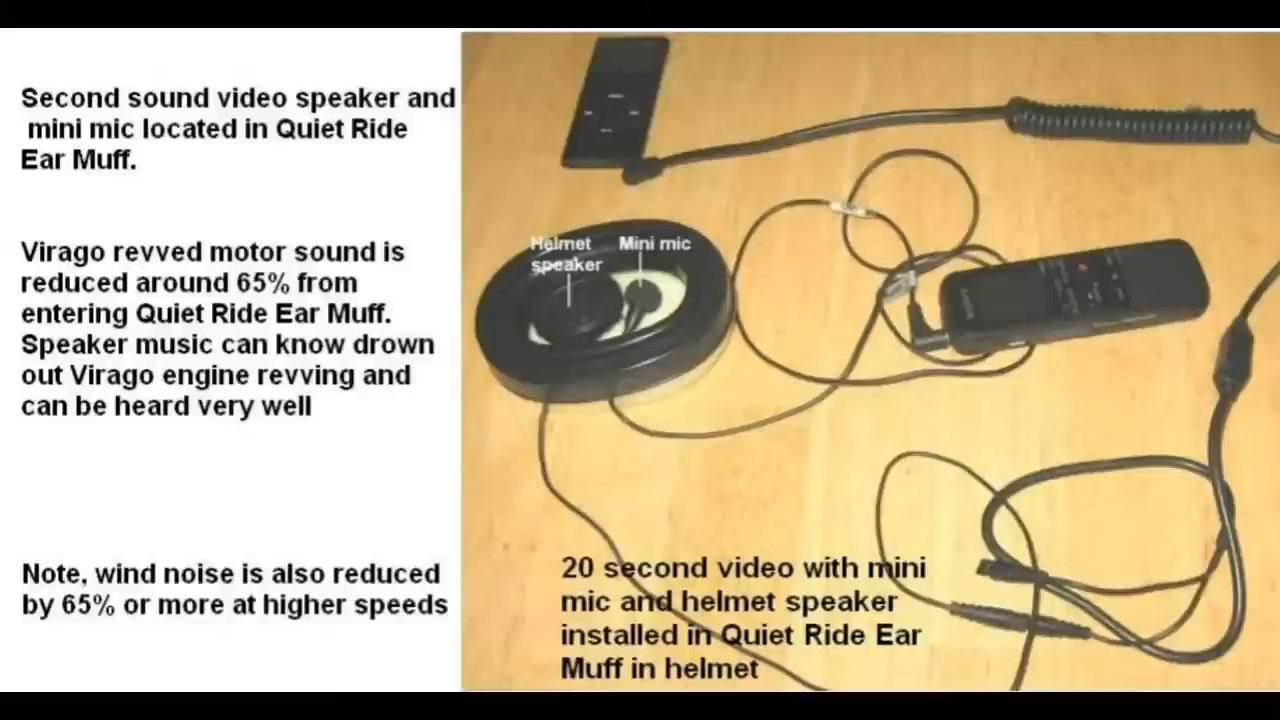 Second sound video speaker and
mini mic located in Quiet Ride
Ear Muff.
Virago revved motor sound is
reduced around 65% from
entering Quiet Ride Ear Muff.
Speaker music can know drown
out Virago engine revving and
can be heard very well
Note, wind noise is also reduced
by 65% or more at higher speeds
Helmet
speaker
Mini mic
20 second video with mini
mic and helmet speaker
installed in Quiet Ride Ear
Muff in helmet